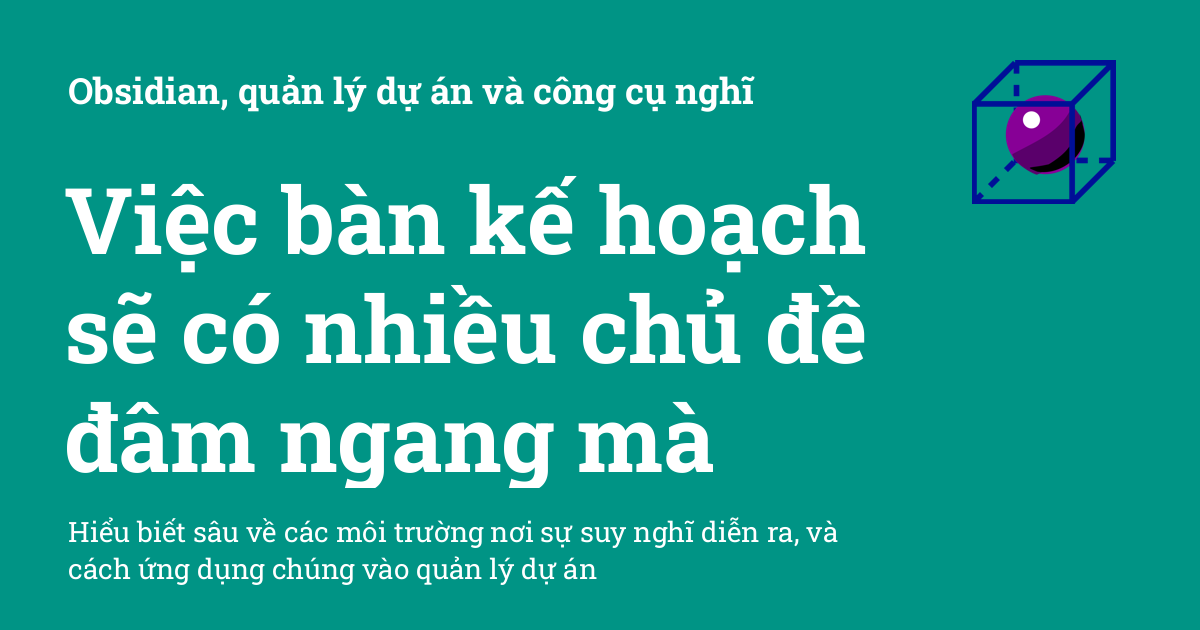 Obsidian, quản lý dự án và công cụ nghĩ
Việc bàn kế hoạch
sẽ có nhiều chủ đề
đâm ngang mà
Hiểu biết sâu về các môi trường nơi sự suy nghĩ diễn ra, và
cách ứng dụng chúng vào quản lý dự án